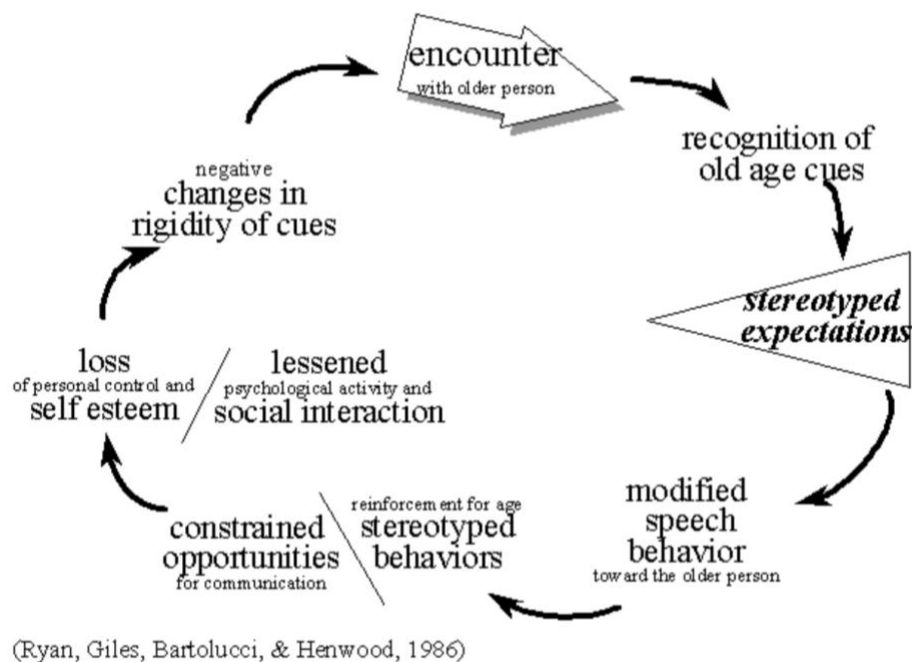 encounter
with older person
recognition of
old age cues
stereotyped
expectations
modified
speech
behavior
toward the older person
reinforcement for age
stereotyped
behaviors
constrained
opportunities
for communication
loss
of personal control and
self esteem
lessened
psychological activity and
social interaction
negative
changes in
rigidity of cues
(Ryan, Giles, Bartolucci, & Henwood, 1986)